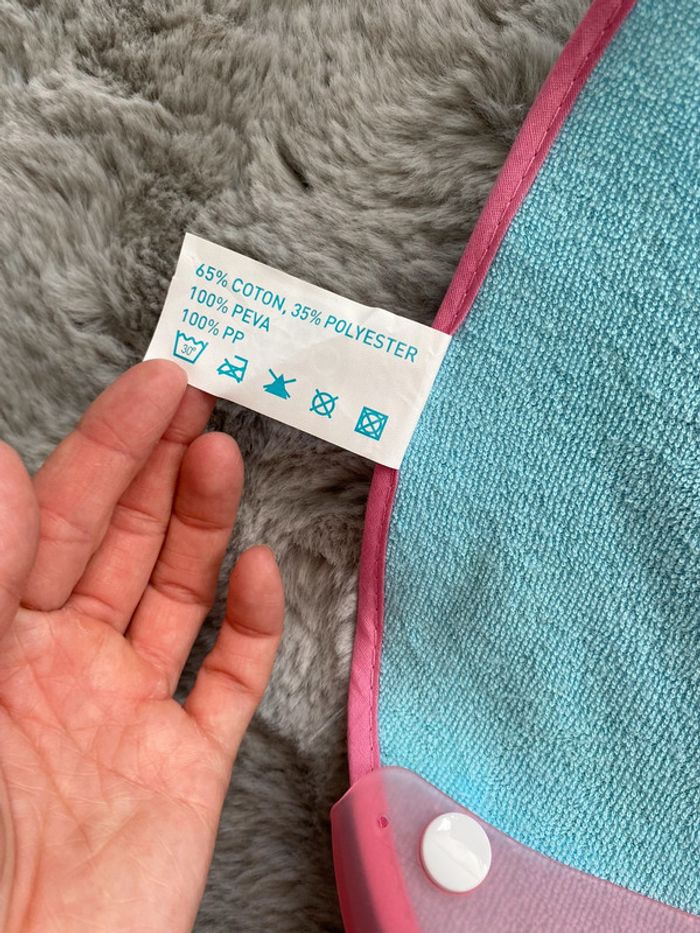 65% COTON, 35% POLYESTER
100% PEVA
100% PP
30°